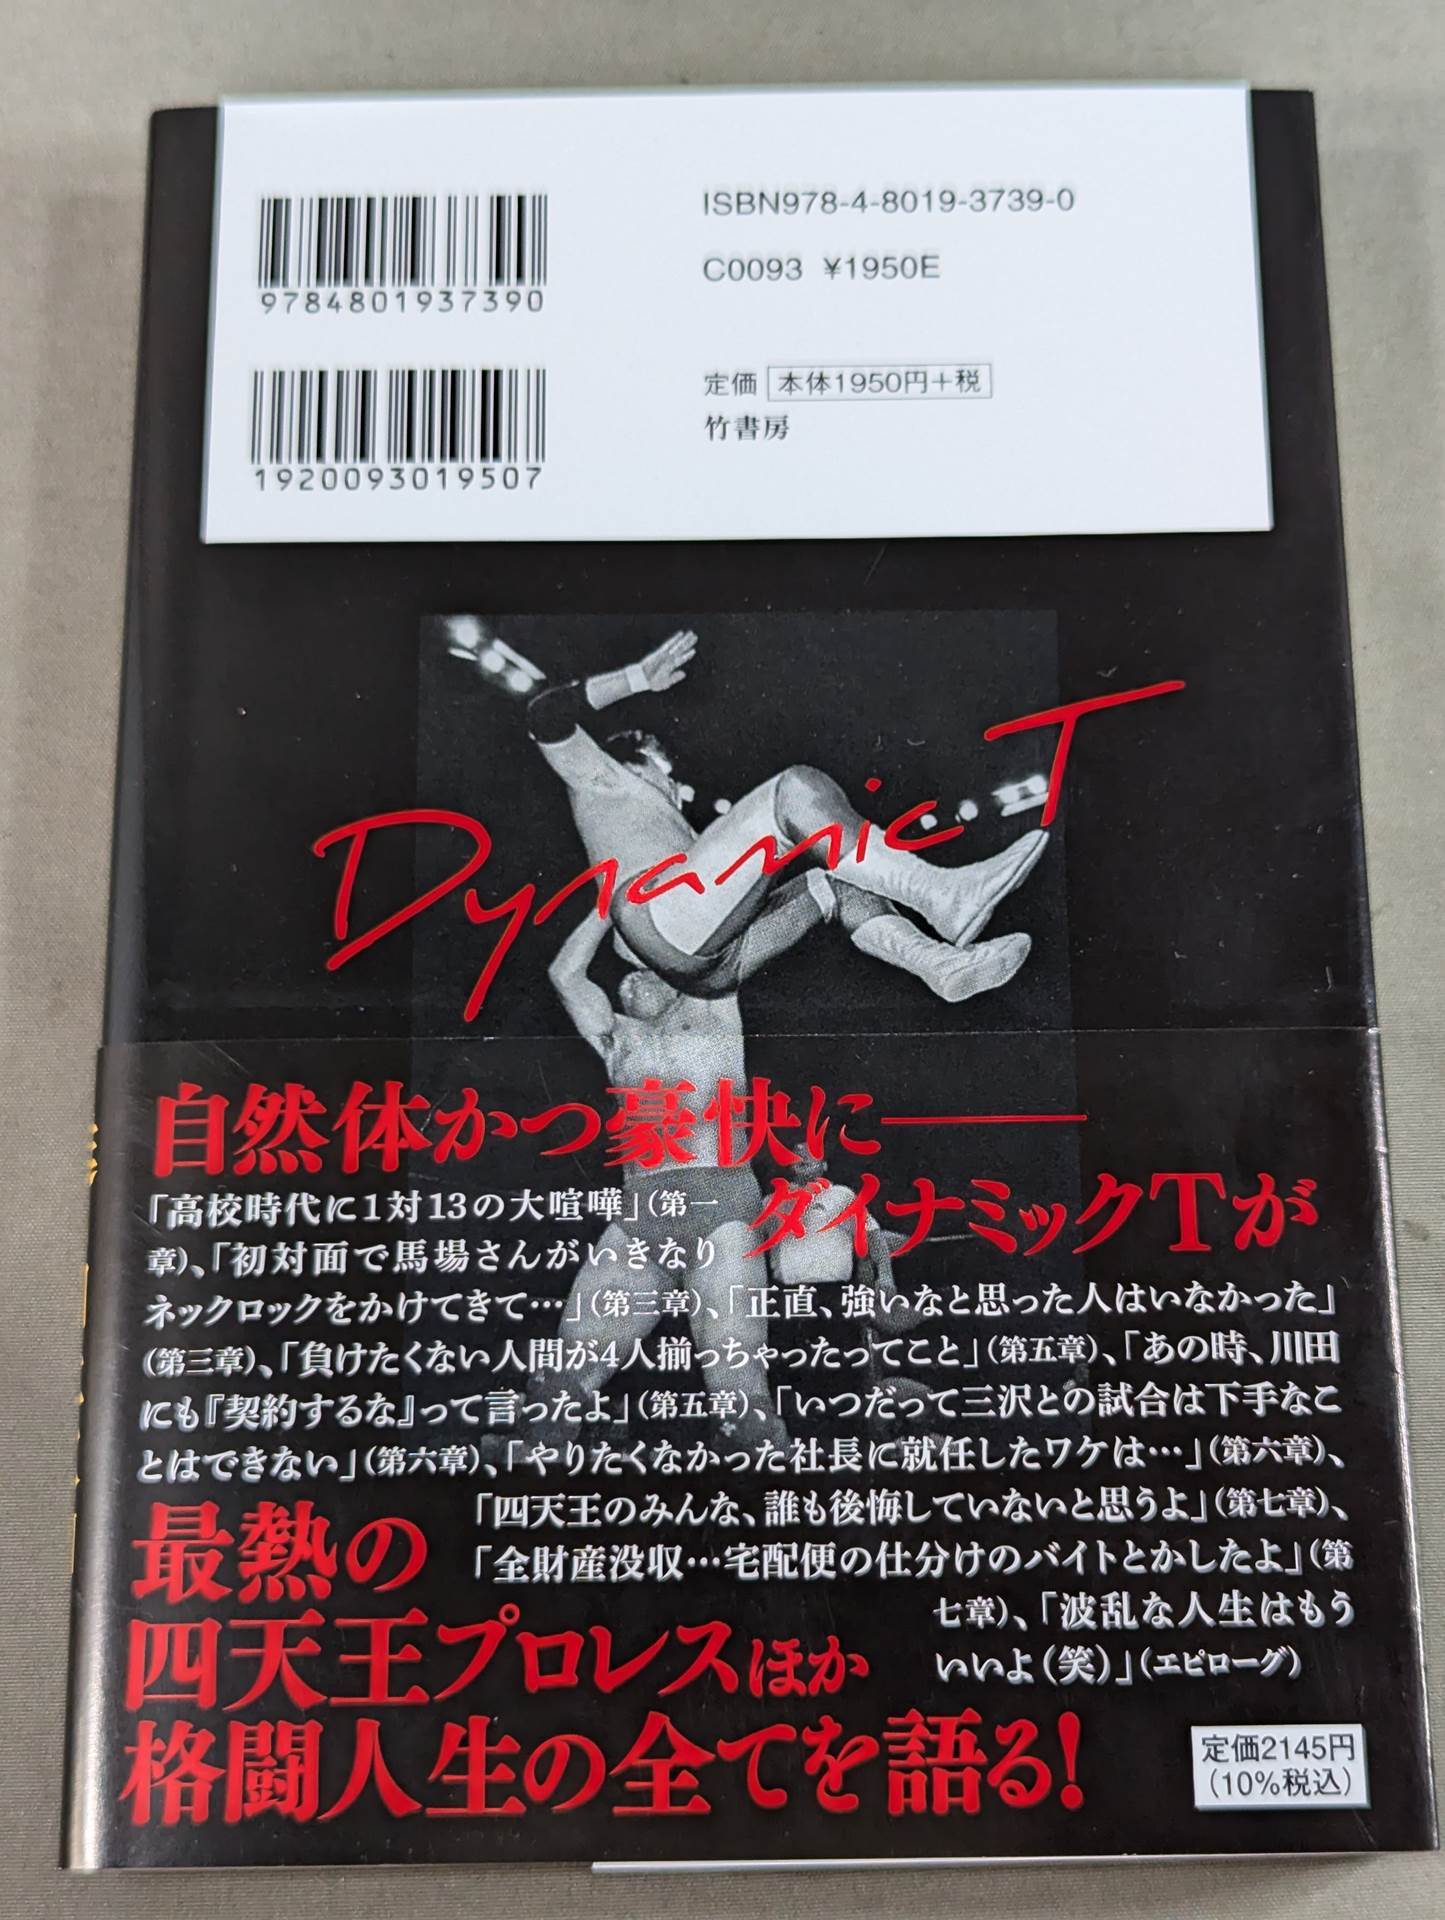 ISBN978-4-8019-3739-0
C0093 ¥1950E
9784801937390
定価 本体1950円+税
竹書房
1920093019507
Dynamic T
自然体かつ豪快に――
ダイナミックTが
「高校時代に1対13の大喧嘩」(第一
章)、「初対面で馬場さんがいきなり
ネックロックをかけてきて…」(第三章)、「正直、強いなと思った人はいなかった」
(第三章)、「負けたくない人間が4人揃っちゃったってこと」(第五章)、「あの時、川田
にも『契約するな』って言ったよ」(第五章)、「いつだって三沢との試合は下手なこ
とはできない」(第六章)、「やりたくなかった社長に就任したワケは…」(第六章)、
「四天王のみんな、誰も後悔していないと思うよ」(第七章)、
「全財産没収…宅配便の仕分けのバイトとかしたよ」(第
七章)、「波乱な人生はもう
いいよ(笑)」(エピローグ)
最熱の
四天王プロレスほか
格闘人生の全てを語る!
定価2145円
(10%税込)